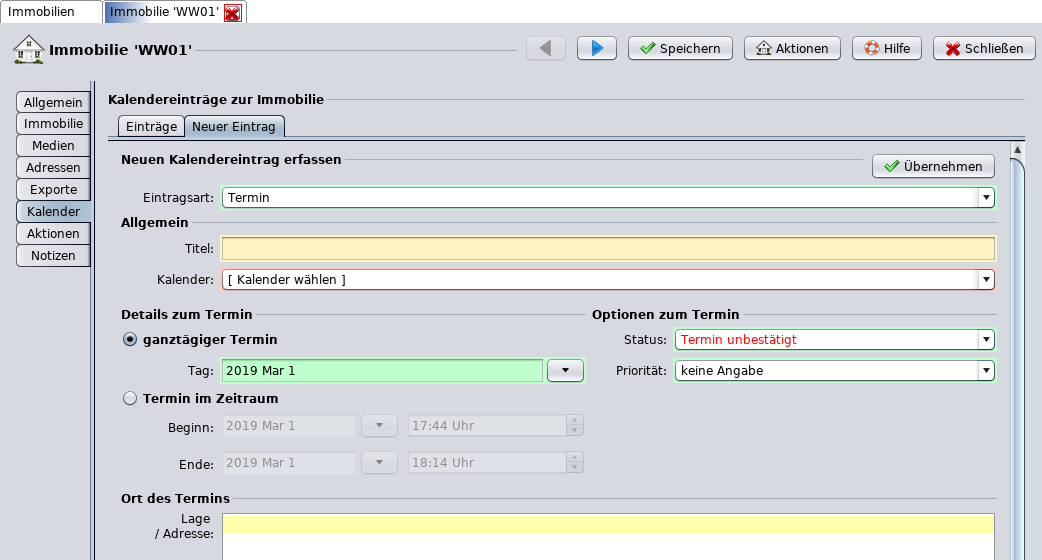 Immobilien
Immobilie 'WW01'
Immobilie 'WW01'
Speichern
Aktionen
Hilfe
Schließen
Allgemein
Immobilie
Medien
Adressen
Exporte
Kalender
Aktionen
Notizen
Kalendereinträge zur Immobilie
Einträge
Neuer Eintrag
Neuen Kalendereintrag erfassen
Übernehmen
Eintragsart: Termin
Allgemein
Titel:
Kalender: [ Kalender wählen ]
Details zum Termin
ganztägiger Termin
Tag: 2019 Mar 1
Termin im Zeitraum
Beginn: 2019 Mar 1 17:44 Uhr
Ende: 2019 Mar 1 18:14 Uhr
Optionen zum Termin
Status: Termin unbestätigt
Priorität: keine Angabe
Ort des Termins
Lage
/ Adresse: